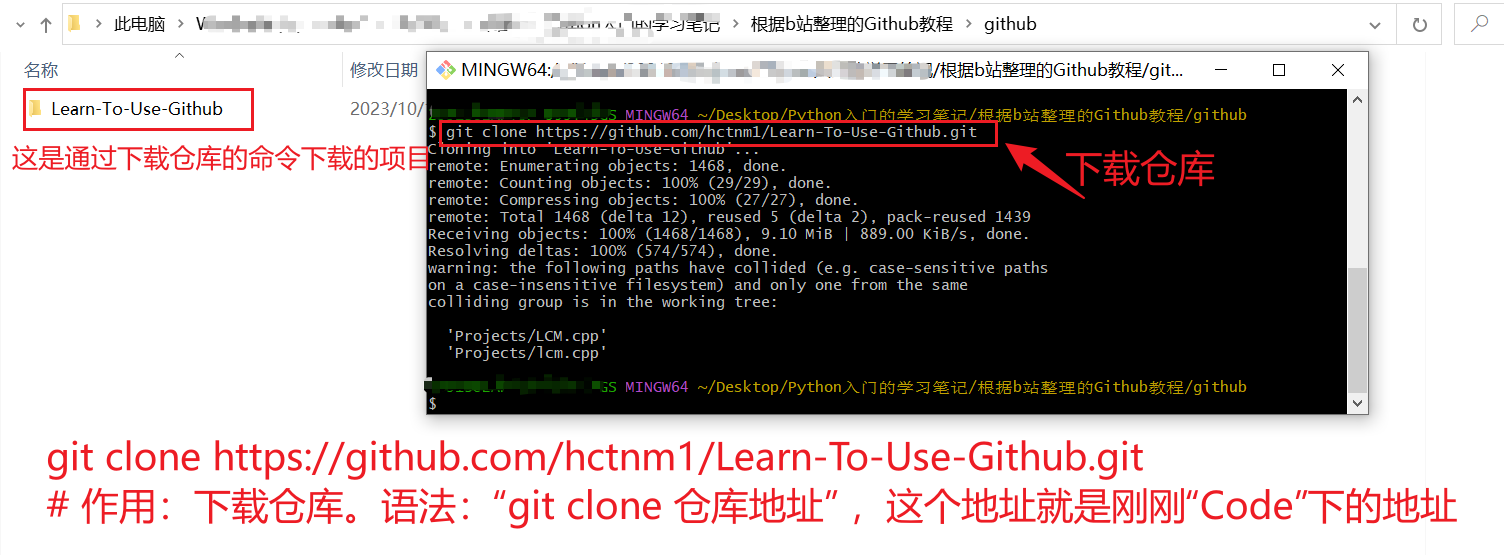 此电脑 的学习笔记 根据b站整理的Github教程 github
名称 修改日期
Learn-To-Use-Github 2023/10/
这是通过下载仓库的命令下载的项目
MINGW64:/ /根据b站整理的Github教程/git...
GS MINGW64 ~/Desktop/Python入门的学习笔记/根据b站整理的Github教程/github
$ git clone https://github.com/hctnm1/Learn-To-Use-Github.git
Cloning into 'Learn-To-Use-Github'...
下载仓库
remote: Enumerating objects: 1468, done.
remote: Counting objects: 100% (29/29), done.
remote: Compressing objects: 100% (27/27), done.
remote: Total 1468 (delta 12), reused 5 (delta 2), pack-reused 1439
Receiving objects: 100% (1468/1468), 9.10 MiB | 889.00 KiB/s, done.
Resolving deltas: 100% (574/574), done.
warning: the following paths have collided (e.g. case-sensitive paths
on a case-insensitive filesystem) and only one from the same
colliding group is in the working tree:
'Projects/LCM.cpp'
'Projects/lcm.cpp'
GS MINGW64 ~/Desktop/Python入门的学习笔记/根据b站整理的Github教程/github
$
git clone https://github.com/hctnm1/Learn-To-Use-Github.git
# 作用：下载仓库。语法：“git clone 仓库地址”，这个地址就是刚刚“Code”下的地址